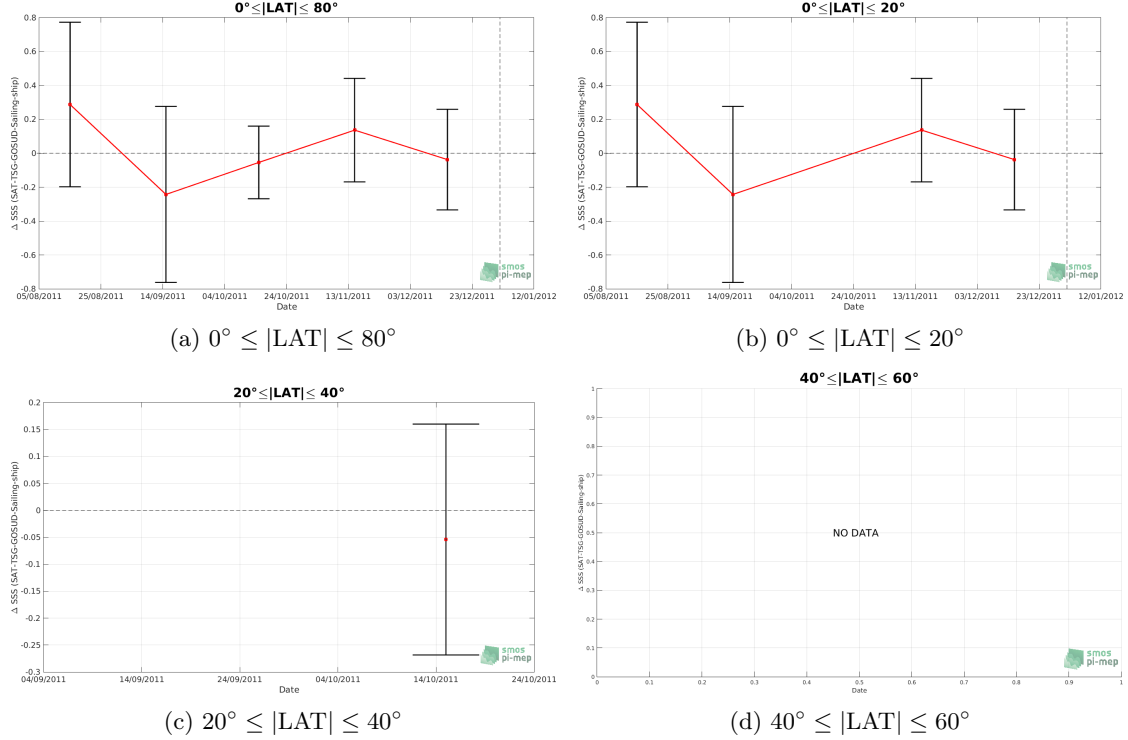 0°≤|LAT|≤ 80°
0.8
0.6
0.4
0.2
0
-0.2
-0.4
-0.6
-0.8
Δ SSS (SAT-TSG-GOSUD-Sailing-ship)
05/08/2011 25/08/2011 14/09/2011 04/10/2011 24/10/2011 13/11/2011 03/12/2011 23/12/2011 12/01/2012
Date
smos
pi-mep
(a) 0° ≤ |LAT| ≤ 80°
0°≤|LAT|≤ 20°
0.8
0.6
0.4
0.2
0
-0.2
-0.4
-0.6
-0.8
Δ SSS (SAT-TSG-GOSUD-Sailing-ship)
05/08/2011 25/08/2011 14/09/2011 04/10/2011 24/10/2011 13/11/2011 03/12/2011 23/12/2011 12/01/2012
Date
smos
pi-mep
(b) 0° ≤ |LAT| ≤ 20°
20°≤|LAT|≤ 40°
0.2
0.15
0.1
0.05
0
-0.05
-0.1
-0.15
-0.2
-0.25
-0.3
Δ SSS (SAT-TSG-GOSUD-Sailing-ship)
04/09/2011 14/09/2011 24/09/2011 04/10/2011 14/10/2011 24/10/2011
Date
smos
pi-mep
(c) 20° ≤ |LAT| ≤ 40°
40°≤|LAT|≤ 60°
1
0.9
0.8
0.7
0.6
0.5
0.4
0.3
0.2
0.1
0
Δ SSS (SAT-TSG-GOSUD-Sailing-ship)
NO DATA
0 0.1 0.2 0.3 0.4 0.5 0.6 0.7 0.8 0.9 1
Date
smos
pi-mep
(d) 40° ≤ |LAT| ≤ 60°